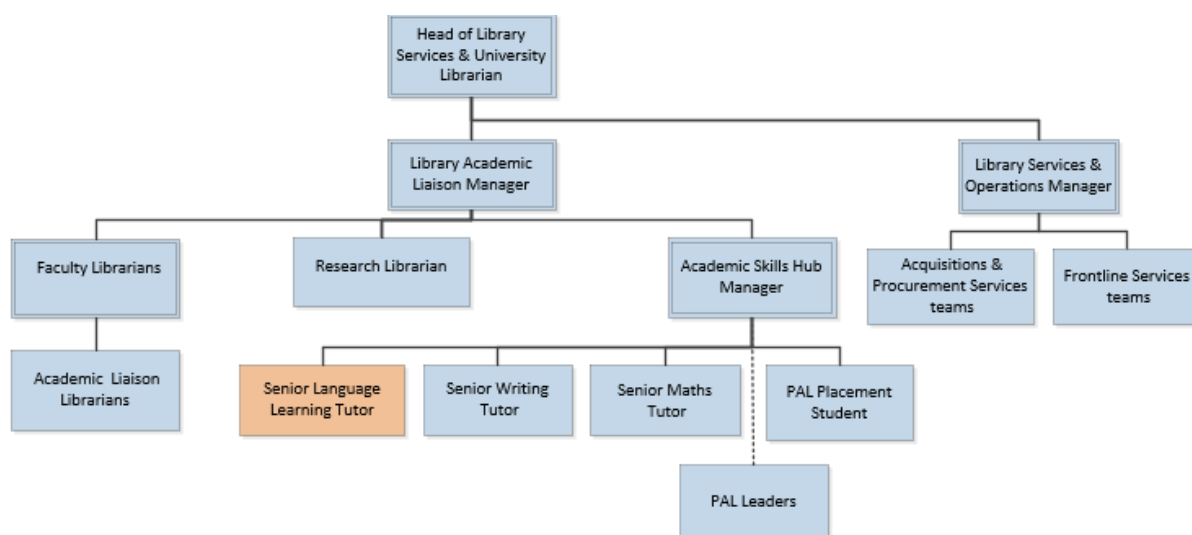 Head of Library
Services & University
Librarian
Library Academic
Liaison Manager
Library Services &
Operations Manager
Faculty Librarians
Research Librarian
Academic Skills Hub
Manager
Acquisitions &
Procurement Services
teams
Frontline Services
teams
Academic Liaison
Librarians
Senior Language
Learning Tutor
Senior Writing
Tutor
Senior Maths
Tutor
PAL Placement
Student
PAL Leaders